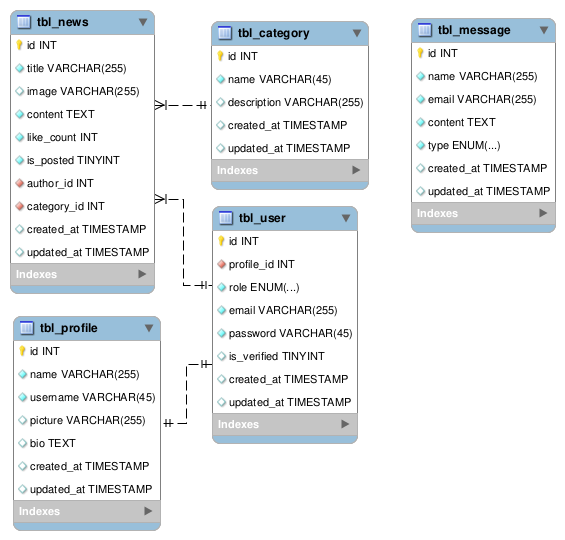 tbl_news
id INT
title VARCHAR(255)
image VARCHAR(255)
content TEXT
like_count INT
is_posted TINYINT
author_id INT
category_id INT
created_at TIMESTAMP
updated_at TIMESTAMP
Indexes
tbl_category
id INT
name VARCHAR(45)
description VARCHAR(255)
created_at TIMESTAMP
updated_at TIMESTAMP
Indexes
tbl_message
id INT
name VARCHAR(255)
email VARCHAR(255)
content TEXT
type ENUM(...)
created_at TIMESTAMP
updated_at TIMESTAMP
Indexes
tbl_user
id INT
profile_id INT
role ENUM(...)
email VARCHAR(255)
password VARCHAR(45)
is_verified TINYINT
created_at TIMESTAMP
updated_at TIMESTAMP
Indexes
tbl_profile
id INT
name VARCHAR(255)
username VARCHAR(45)
picture VARCHAR(255)
bio TEXT
created_at TIMESTAMP
updated_at TIMESTAMP
Indexes